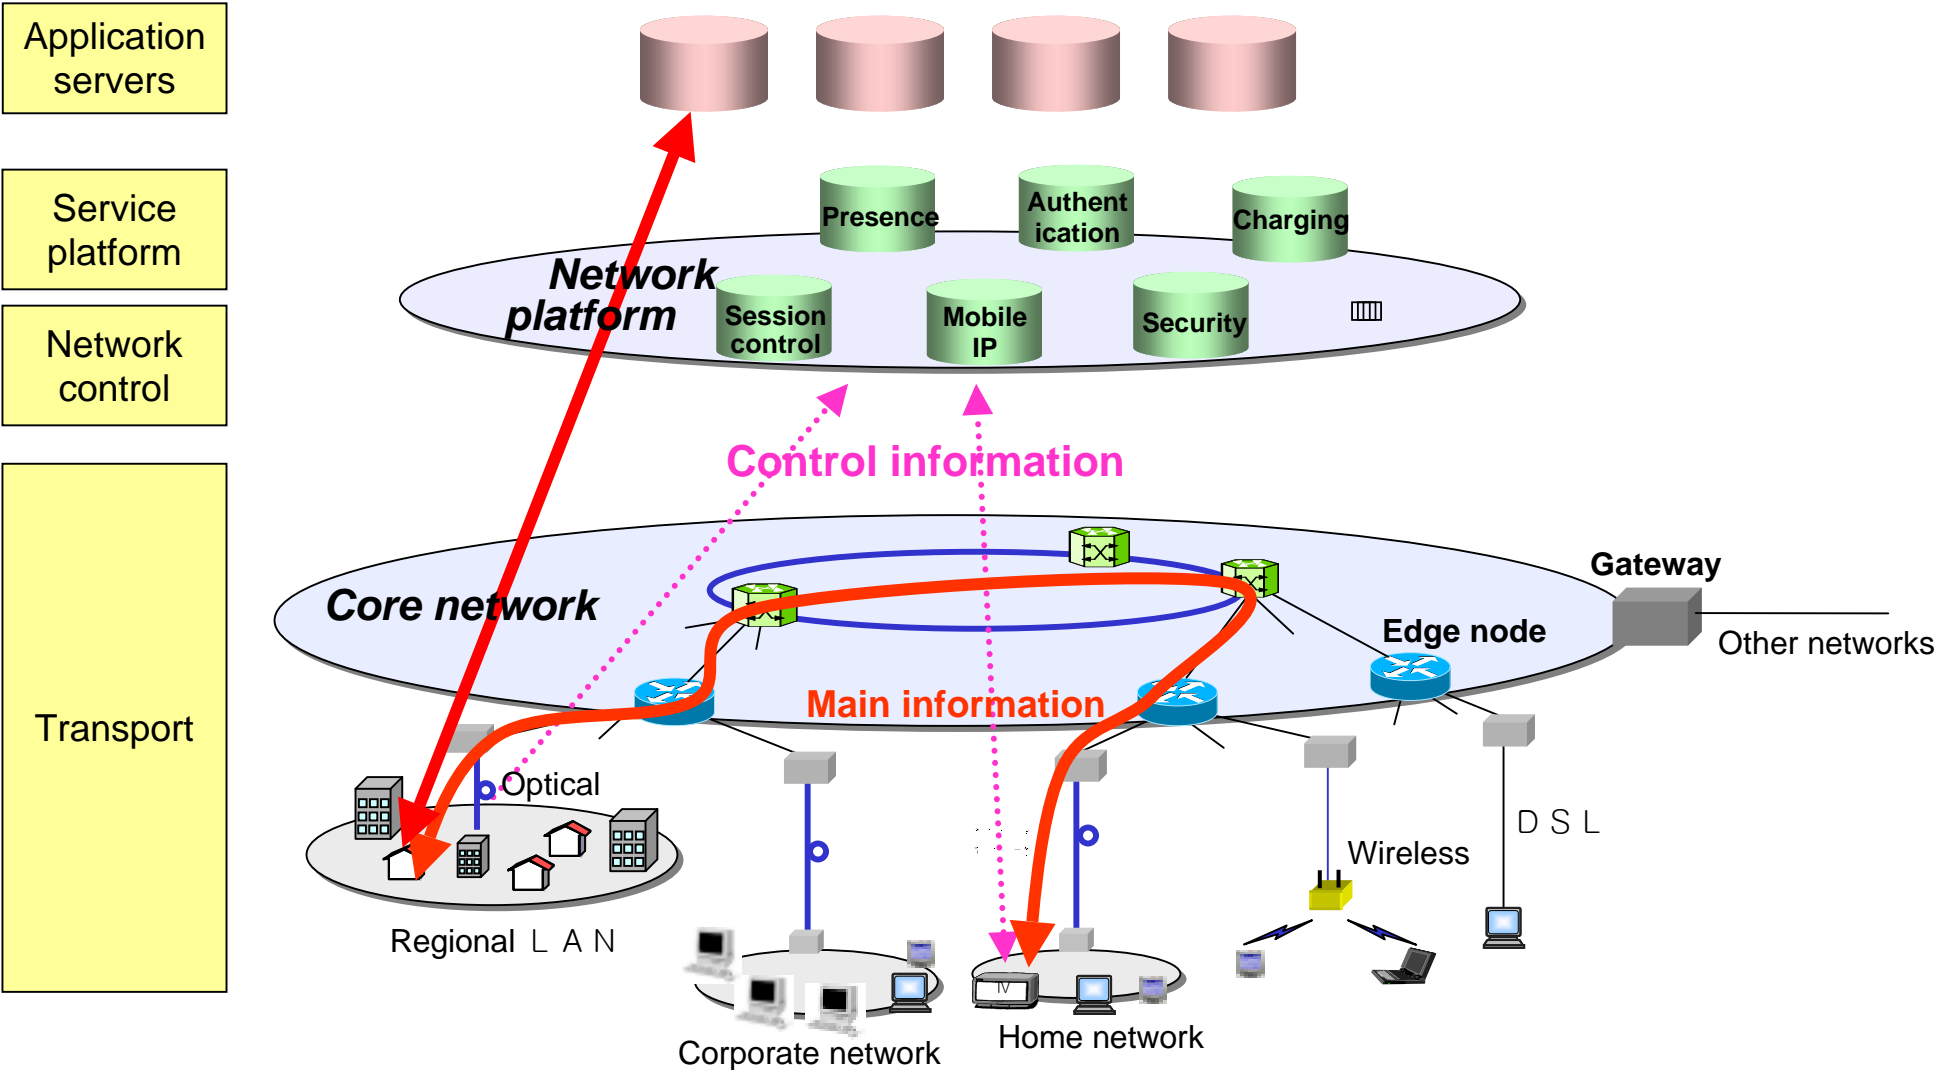 Application
servers
Service
platform
Network
control
Transport
Presence
Authent
ication
Charging
Network
platform
Session
control
Mobile
IP
Security
Control information
Core network
Gateway
Edge node
Other networks
Main information
Optical
DSL
Wireless
Regional LAN
Home network
Corporate network